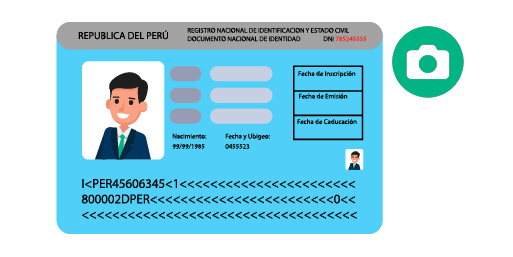 REPUBLICA DEL PERÚ
REGISTRO NACIONAL DE IDENTIFICACION Y ESTADO CIVIL
DOCUMENTO NACIONAL DE IDENTIDAD DNI 785245555
Fecha de Inscripción
Fecha de Emisión
Fecha de Caducación
Nacimiento: Fecha y Ubigeo:
99/99/1985 0455523
I<PER45606345<1<<<<<<<<<<<<<<<<<<<<<<<
800002DPER<<<<<<<<<<<<<<<<<<<<<<<<0<<
<<<<<<<<<<<<<<<<<<<<<<<<<<<<<<<<<<<<